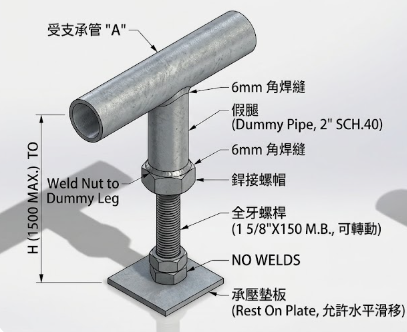 受支承管 "A"
6mm 角焊縫
假腿
(Dummy Pipe, 2" SCH.40)
6mm 角焊縫
Weld Nut to
Dummy Leg
銲接螺帽
H (1500 MAX.) TO
全牙螺桿
(1 5/8"X150 M.B., 可轉動)
NO WELDS
承壓墊板
(Rest On Plate, 允許水平滑移)